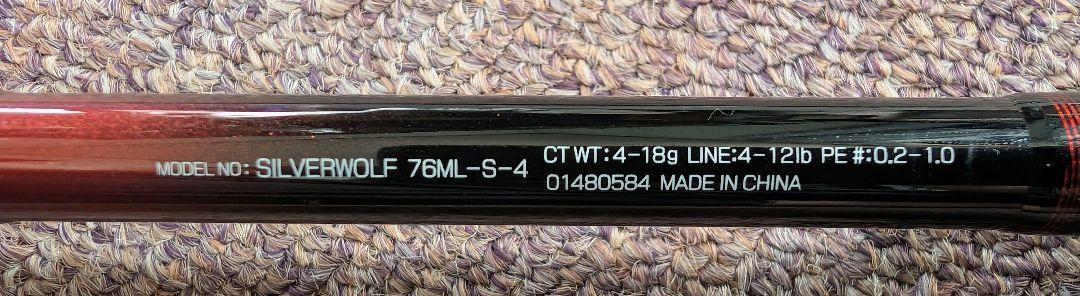 MODEL NO: SILVERWOLF 76ML-S-4
CT WT:4-18g LINE:4-12lb PE #:0.2-1.0
01480584 MADE IN CHINA